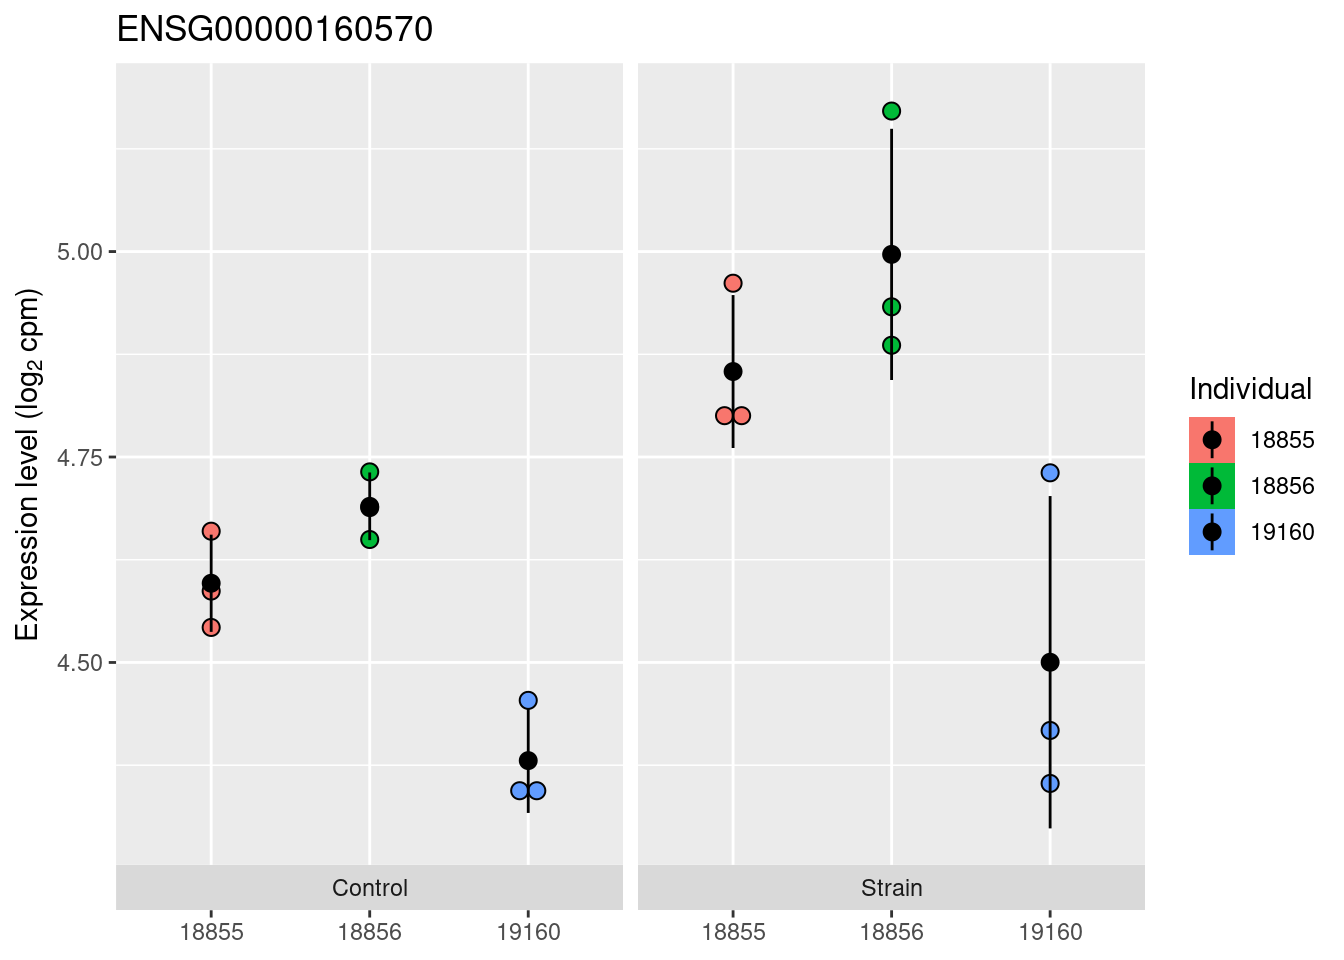 ENSG00000160570
Expression level (log2 cpm)
5.00
4.75
4.50
Control
Strain
18855
18856
19160
18855
18856
19160
Individual
18855
18856
19160